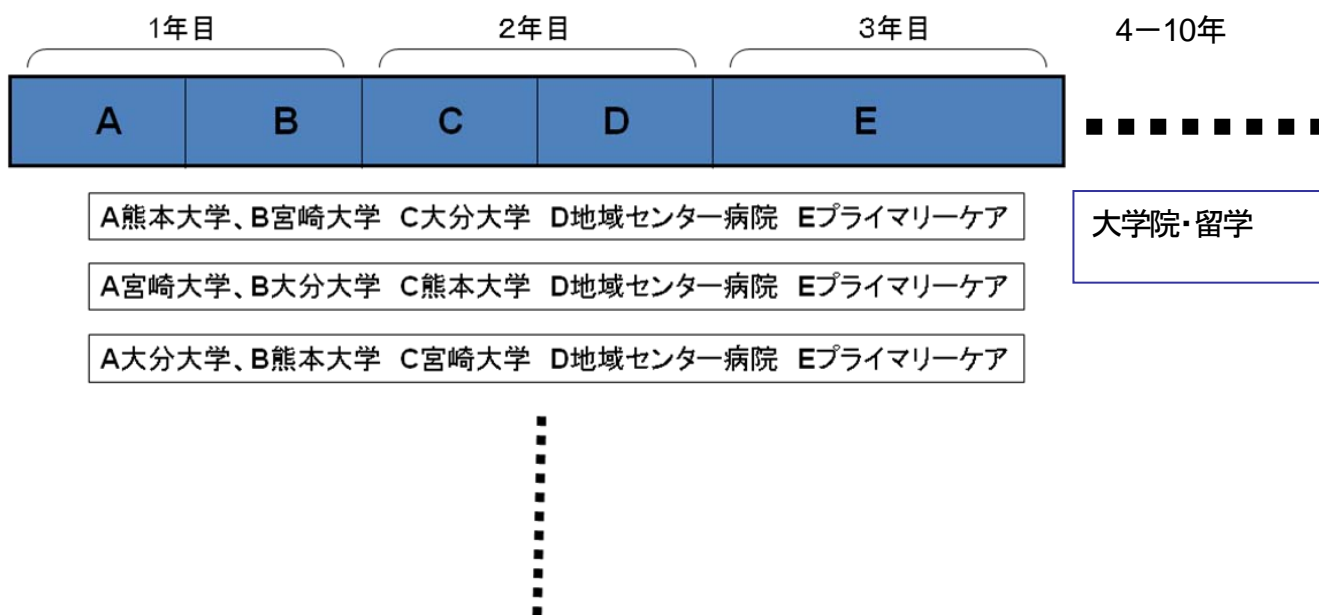 1年目 2年目 3年目 4－10年
A B C D E
A熊本大学、B宮崎大学 C大分大学 D地域センター病院 Eプライマリーケア
大学院・留学
A宮崎大学、B大分大学 C熊本大学 D地域センター病院 Eプライマリーケア
A大分大学、B熊本大学 C宮崎大学 D地域センター病院 Eプライマリーケア